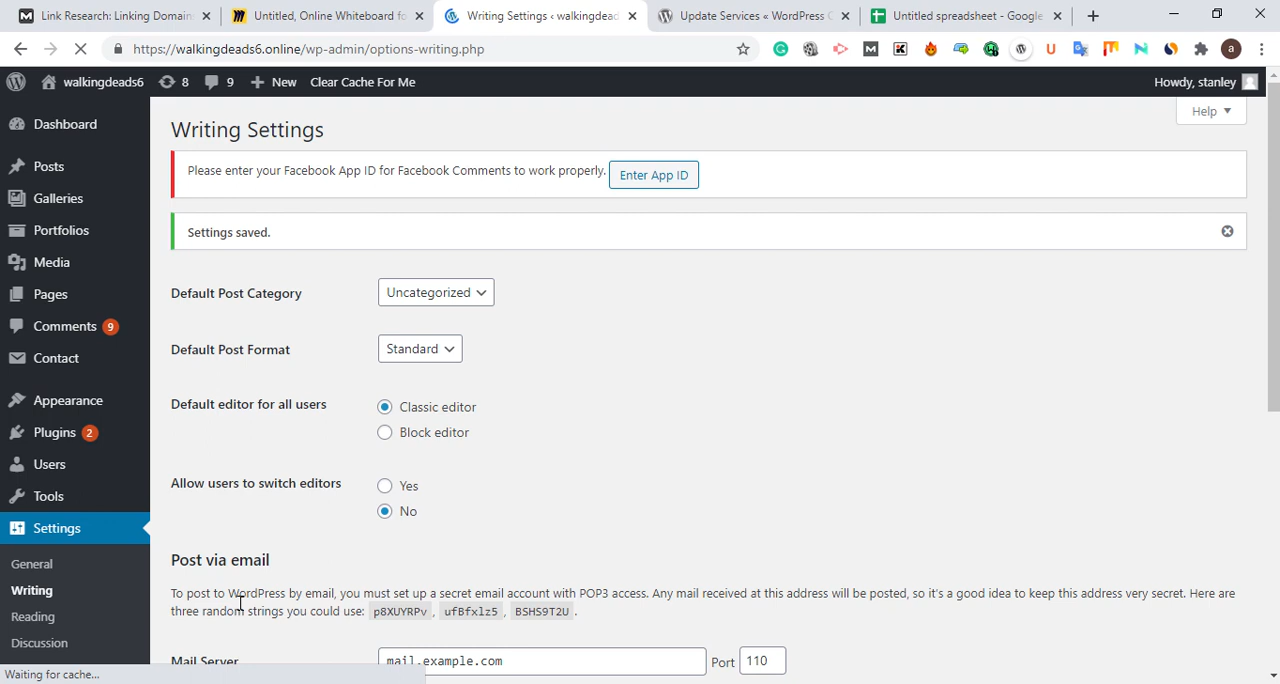 Link Research: Linking Domain
Untitled, Online Whiteboard fo
Writing Settings ‹ walkingdead
Update Services « WordPress C
Untitled spreadsheet - Google
https://walkingdeads6.online/wp-admin/options-writing.php
walkingdeads6 8 9 New Clear Cache For Me Howdy, stanley
Help
Dashboard
Posts
Galleries
Portfolios
Media
Pages
Comments 9
Contact
Appearance
Plugins 2
Users
Tools
Settings
General
Writing
Reading
Discussion
Writing Settings
Please enter your Facebook App ID for Facebook Comments to work properly. Enter App ID
Settings saved.
Default Post Category Uncategorized
Default Post Format Standard
Default editor for all users Classic editor
Block editor
Allow users to switch editors Yes
No
Post via email
To post to WordPress by email, you must set up a secret email account with POP3 access. Any mail received at this address will be posted, so it's a good idea to keep this address very secret. Here are
three random strings you could use: p8XUYRPv , ufBfxlz5 , BSHS9T2U .
Mail Server mail.example.com Port 110
Waiting for cache...